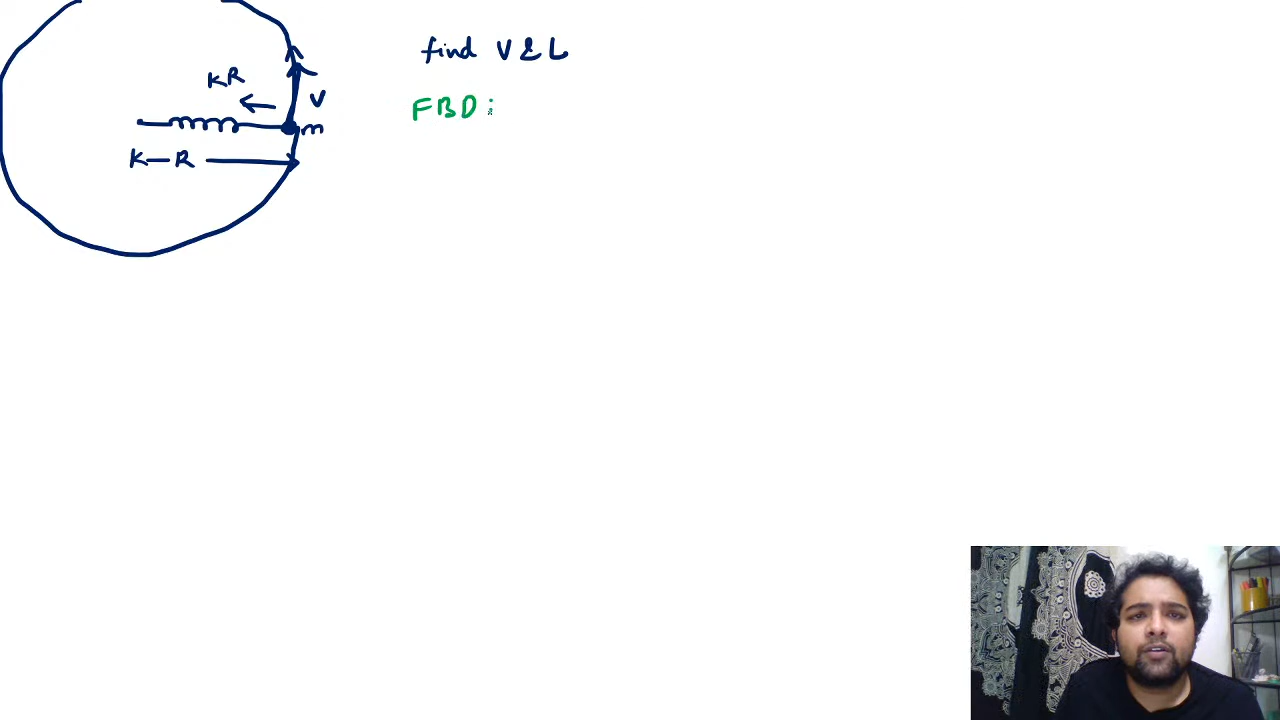 find V & L
KR
FBD :
V
m
K—R